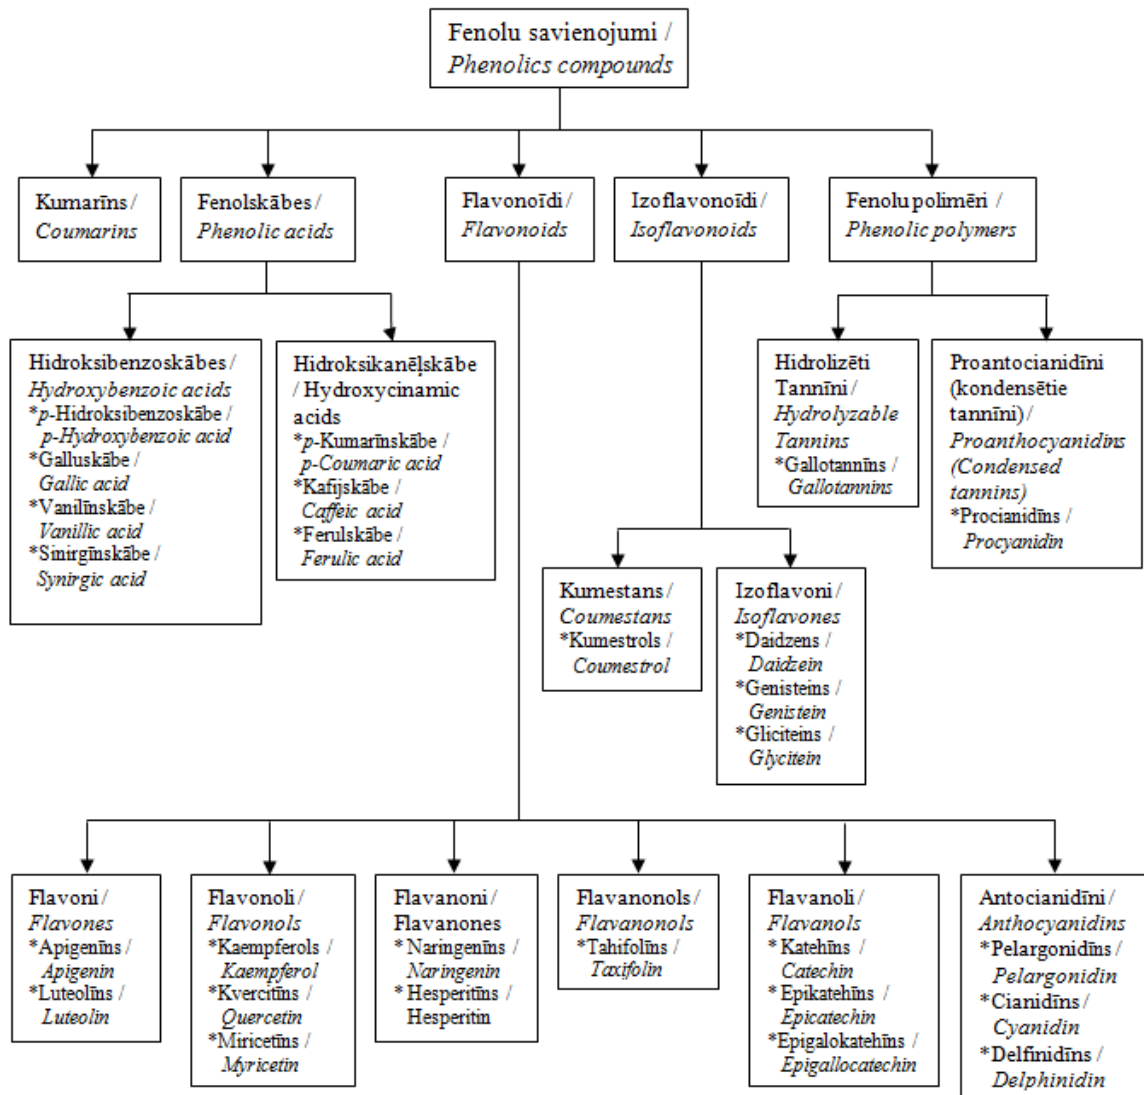 Fenolu savienojumi /
Phenolics compounds
Kumarīns /
Coumarins
Fenolskābes /
Phenolic acids
Flavonoīdi /
Flavonoids
Izoflavonoīdi /
Isoflavonoids
Fenolu polimēri /
Phenolic polymers
Hidroksibenzoskābes /
Hydroxybenzoic acids
*p-Hidroksibenzoskābe /
p-Hydroxybenzoic acid
*Galluskābe /
Gallic acid
*Vanilīnskābe /
Vanillic acid
*Sinirgīnskābe /
Synirgic acid
Hidroksikanēļskābe
/ Hydroxycinamic
acids
*p-Kumarīnskābe /
p-Coumaric acid
*Kafijskābe /
Caffeic acid
*Ferulskābe /
Ferulic acid
Hidrolizēti
Tannīni /
Hydrolyzable
Tannins
*Gallotannīns /
Gallotannins
Proantocianidīni
(kondensētie
tannīni) /
Proanthocyanidins
(Condensed
tannins)
*Procianidīns /
Procyanidin
Kumestans /
Coumestans
*Kumestrols /
Coumestrol
Izoflavoni /
Isoflavones
*Daidzens /
Daidzein
*Genisteins /
Genistein
*Gliciteins /
Glycitein
Flavoni /
Flavones
*Apigenīns /
Apigenin
*Luteolīns /
Luteolin
Flavonoli /
Flavonols
*Kaempferols /
Kaempferol
*Kvercitīns /
Quercetin
*Miricetīns /
Myricetin
Flavanoni /
Flavanones
* Naringenīns /
Naringenin
* Hesperitīns /
Hesperitin
Flavanonols /
Flavanonols
*Tahifolīns /
Taxifolin
Flavanoli /
Flavanols
* Katehīns /
Catechin
*Epikatehīns /
Epicatechin
*Epigalokatehīns /
Epigallocatechin
Antocianidīni /
Anthocyanidins
*Pelargonidīns /
Pelargonidin
*Cianidīns /
Cyanidin
*Delfinidīns /
Delphinidin